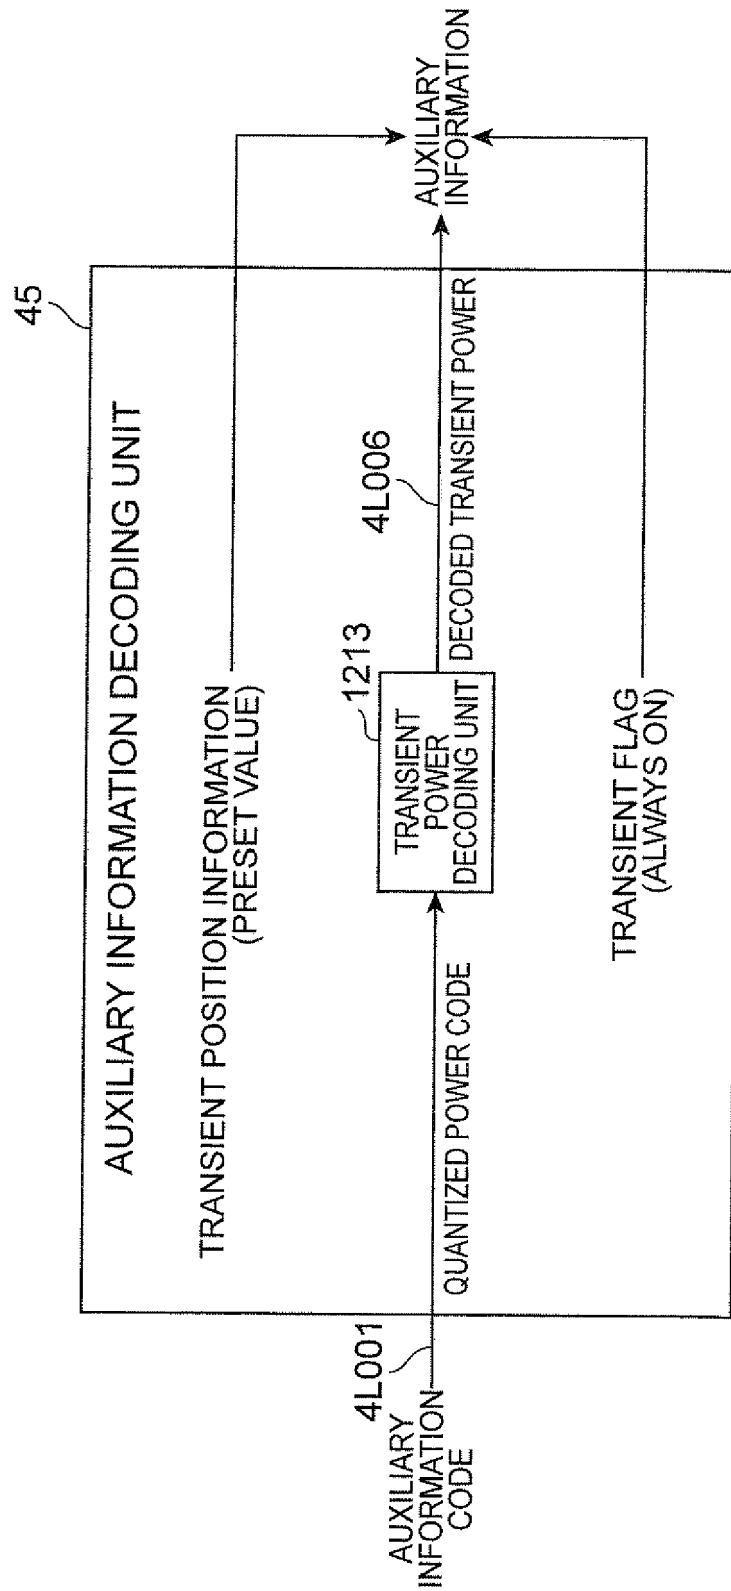 45
AUXILIARY INFORMATION DECODING UNIT
TRANSIENT POSITION INFORMATION
(PRESET VALUE)
4L001
AUXILIARY
INFORMATION
CODE
QUANTIZED POWER CODE
1213
TRANSIENT
POWER
DECODING UNIT
4L006
DECODED TRANSIENT POWER
AUXILIARY
INFORMATION
TRANSIENT FLAG
(ALWAYS ON)